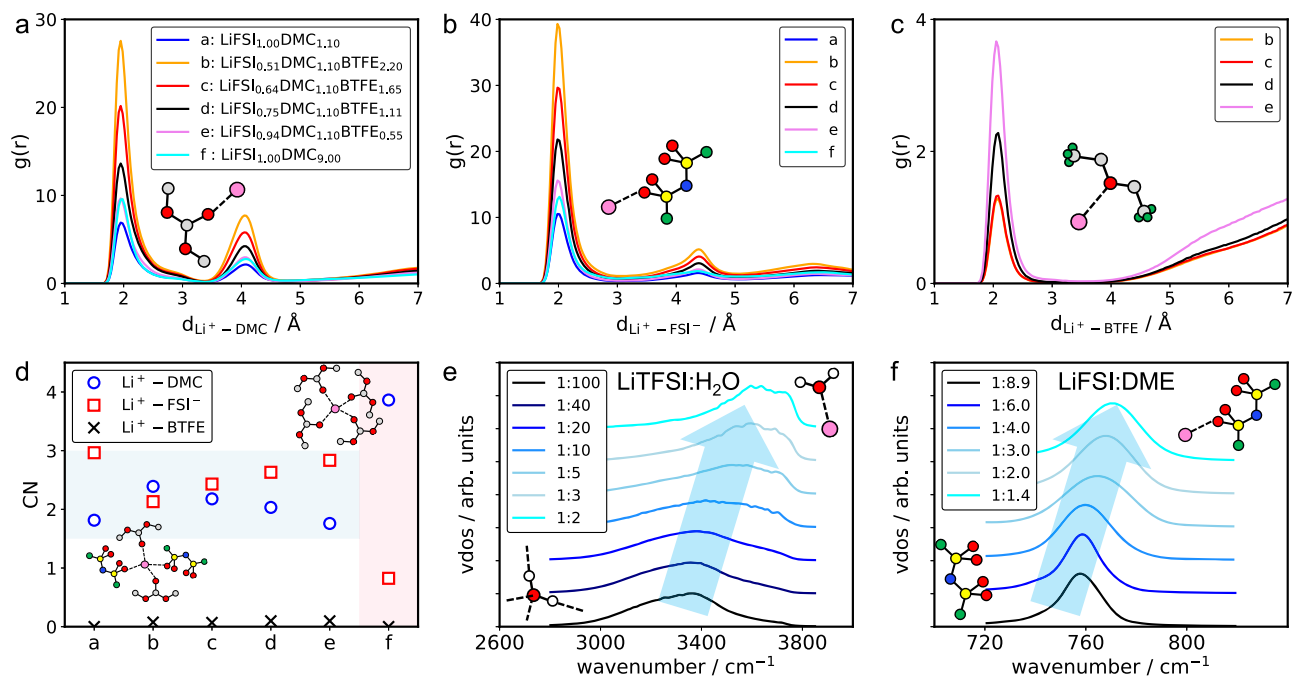 a
30
20
10
0
g(r)
a: LiFSI₁.₀₀DMC₁.₁₀
b: LiFSI₀.₅₁DMC₁.₁₀BTFE₂.₂₀
c: LiFSI₀.₆₄DMC₁.₁₀BTFE₁.₆₅
d: LiFSI₀.₇₅DMC₁.₁₀BTFE₁.₁₁
e: LiFSI₀.₉₄DMC₁.₁₀BTFE₀.₅₅
f : LiFSI₁.₀₀DMC₉.₀₀
1 2 3 4 5 6 7
d Li⁺ − DMC / Å
b
40
30
20
10
0
g(r)
a
b
c
d
e
f
1 2 3 4 5 6 7
d Li⁺ − FSI⁻ / Å
c
4
2
0
g(r)
b
c
d
e
1 2 3 4 5 6 7
d Li⁺ − BTFE / Å
d
4
3
2
1
0
CN
Li⁺ − DMC
Li⁺ − FSI⁻
Li⁺ − BTFE
a b c d e f
e
LiTFSI:H₂O
vdos / arb. units
1:100
1:40
1:20
1:10
1:5
1:3
1:2
2600 3000 3400 3800
wavenumber / cm⁻¹
f
LiFSI:DME
vdos / arb. units
1:8.9
1:6.0
1:4.0
1:3.0
1:2.0
1:1.4
720 760 800
wavenumber / cm⁻¹